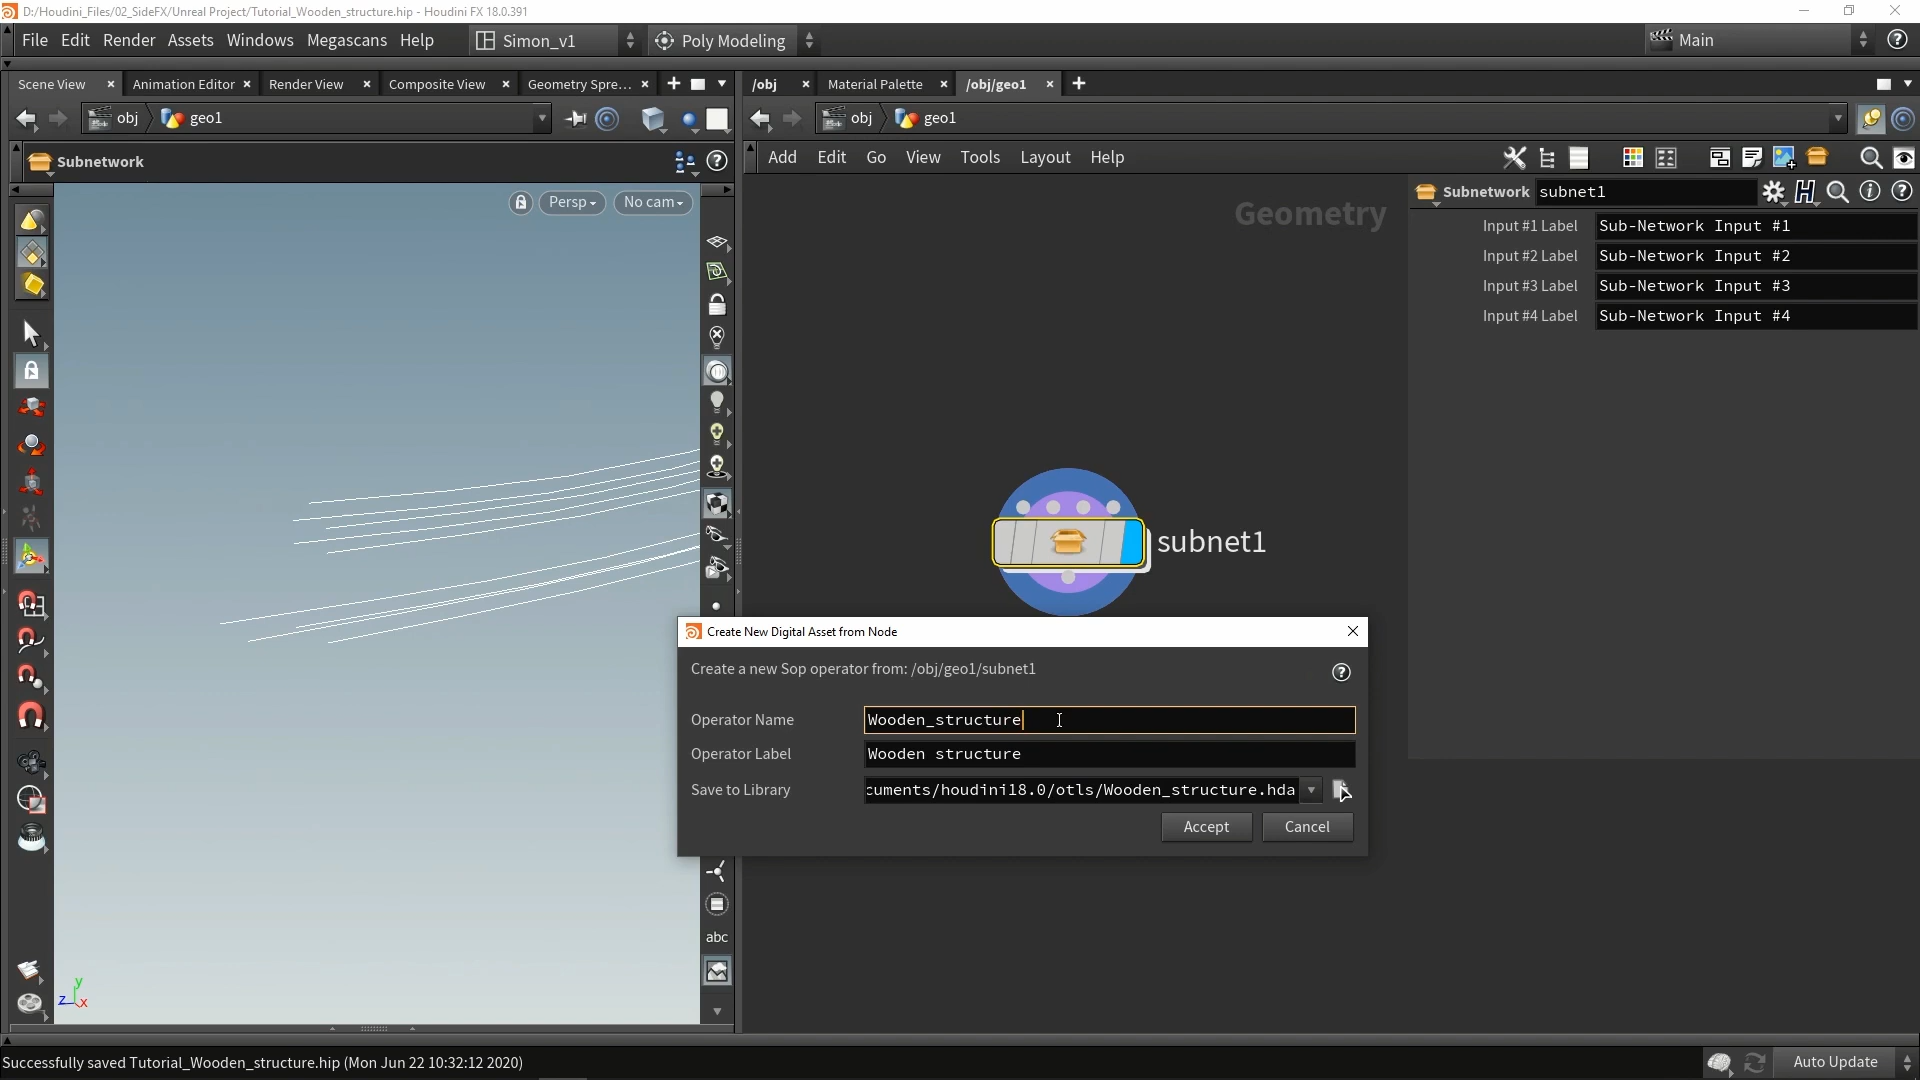 D:/Houdini_Files/02_SideFX/Unreal Project/Tutorial_Wooden_structure.hip - Houdini FX 18.0.391
File Edit Render Assets Windows Megascans Help Simon_v1 Poly Modeling Main
Scene View Animation Editor Render View Composite View Geometry Spre... /obj Material Palette /obj/geo1
obj geo1 obj geo1
Subnetwork
Add Edit Go View Tools Layout Help
Persp No cam
Geometry
Subnetwork subnet1
Input #1 Label Sub-Network Input #1
Input #2 Label Sub-Network Input #2
Input #3 Label Sub-Network Input #3
Input #4 Label Sub-Network Input #4
subnet1
Create New Digital Asset from Node
Create a new Sop operator from: /obj/geo1/subnet1
Operator Name Wooden_structure
Operator Label Wooden structure
Save to Library cuments/houdini18.0/otls/Wooden_structure.hda
Accept Cancel
abc
y
z x
Successfully saved Tutorial_Wooden_structure.hip (Mon Jun 22 10:32:12 2020)
Auto Update